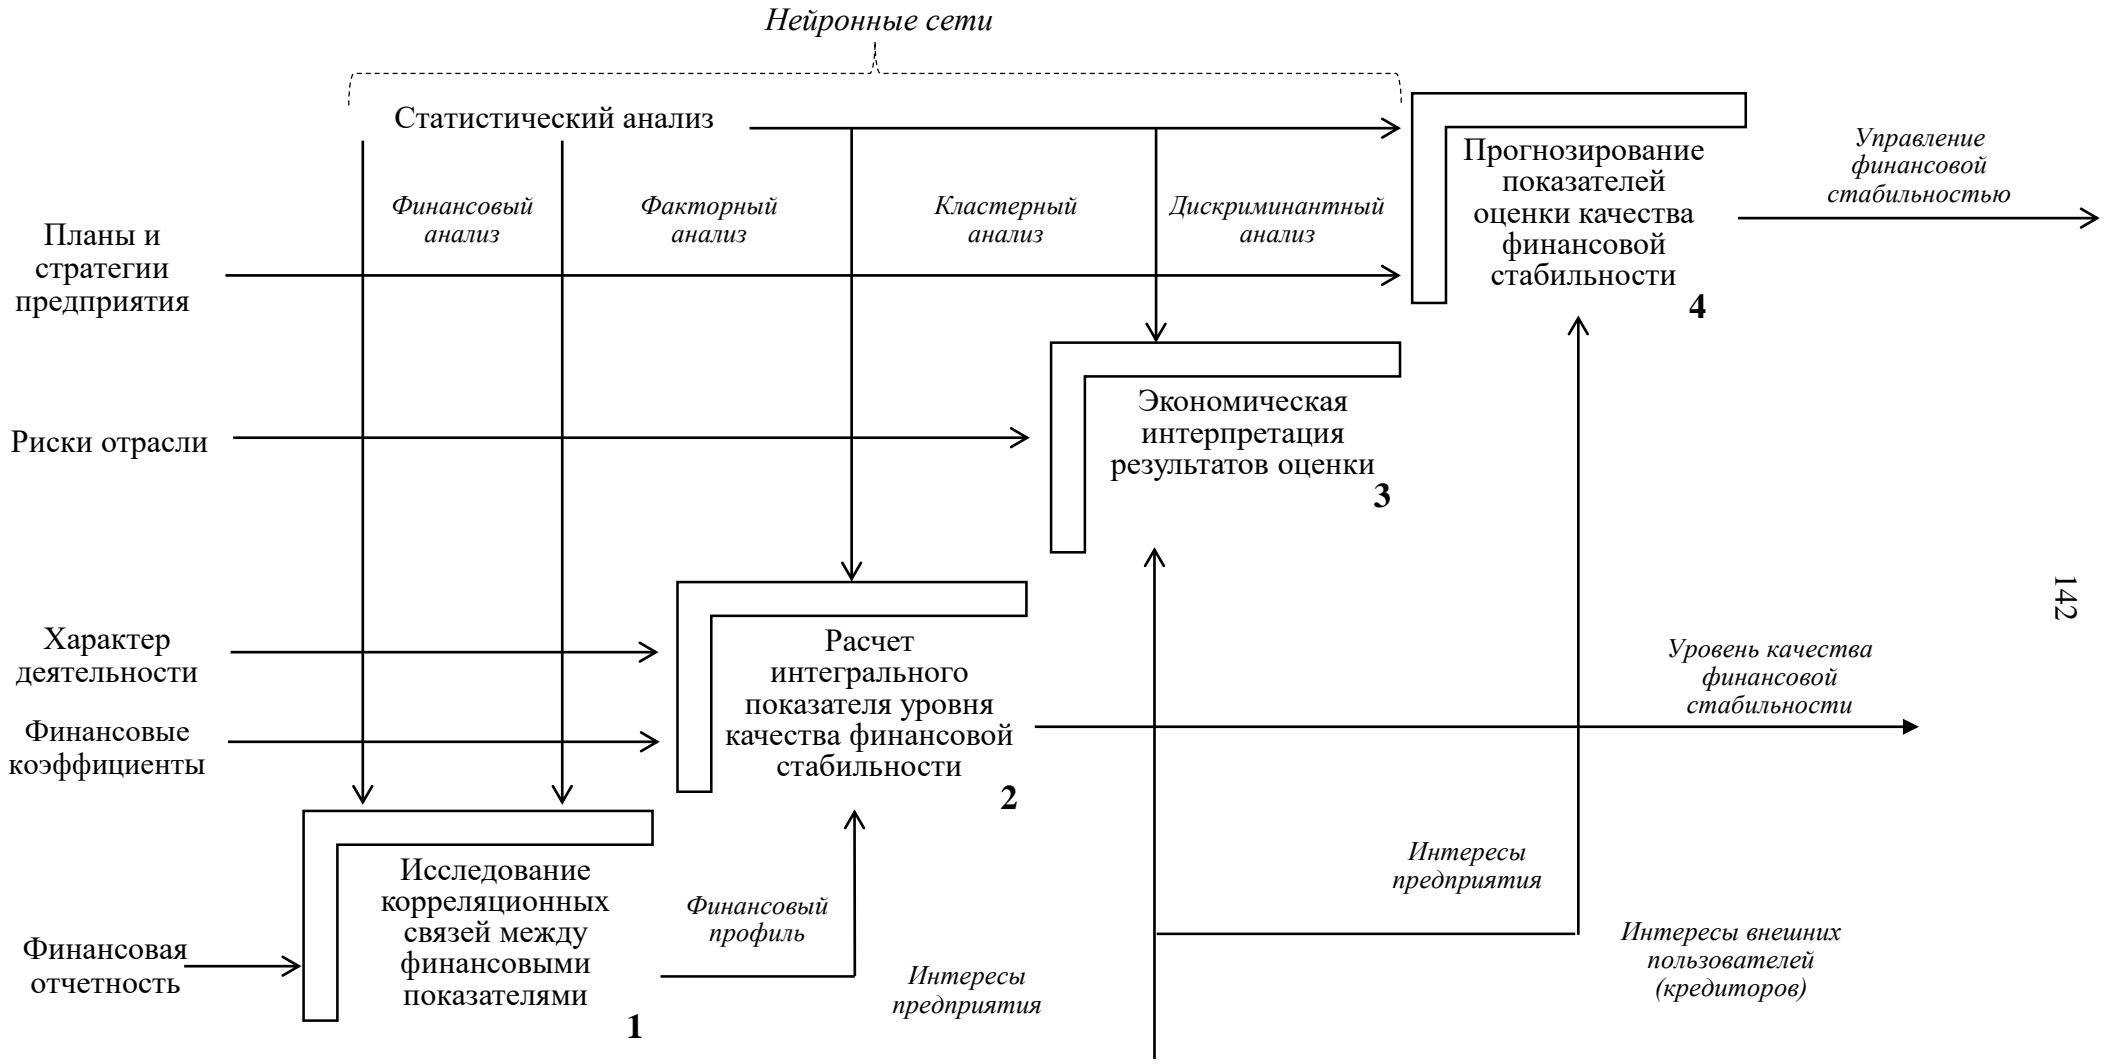 Нейронные сети
Статистический анализ
Финансовый
анализ
Факторный
анализ
Кластерный
анализ
Дискриминантный
анализ
Прогнозирование
показателей
оценки качества
финансовой
стабильности
4
Управление
финансовой
стабильностью
Планы и
стратегии
предприятия
Риски отрасли
Экономическая
интерпретация
результатов оценки
3
142
Характер
деятельности
Финансовые
коэффициенты
Расчет
интегрального
показателя уровня
качества финансовой
стабильности
2
Уровень качества
финансовой
стабильности
Финансовая
отчетность
Исследование
корреляционных
связей между
финансовыми
показателями
1
Финансовый
профиль
Интересы
предприятия
Интересы
предприятия
Интересы внешних
пользователей
(кредиторов)